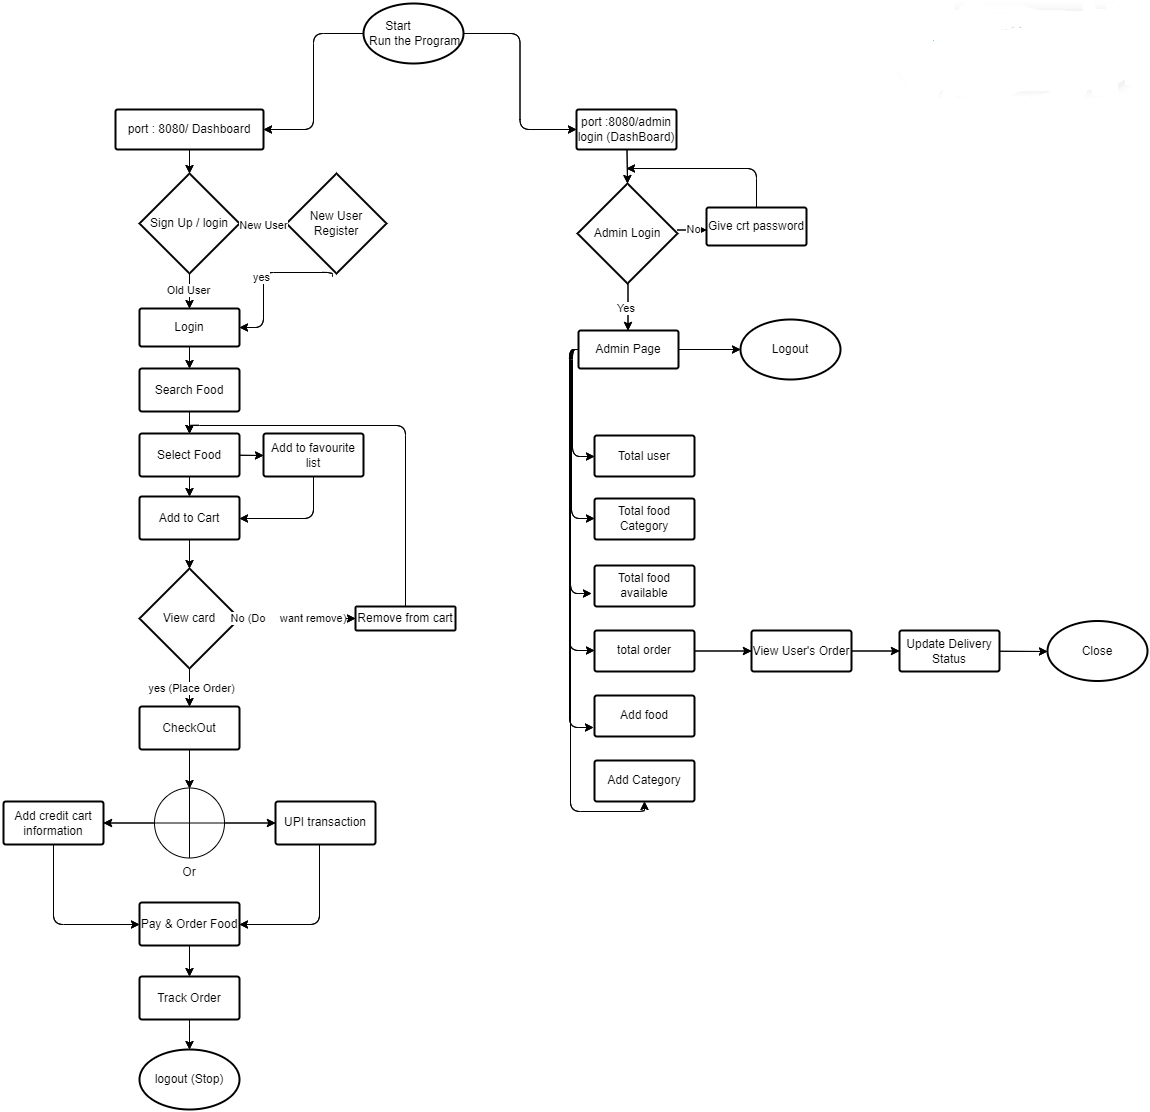 Start
Run the Program
port : 8080/ Dashboard
Sign Up / login
New User
New User
Register
yes
Old User
Login
Search Food
Select Food
Add to favourite
list
Add to Cart
View card
No (Do want remove)
Remove from cart
yes (Place Order)
CheckOut
Add credit cart
information
UPI transaction
Or
Pay & Order Food
Track Order
logout (Stop)
port :8080/admin
login (DashBoard)
Admin Login
No
Give crt password
Yes
Admin Page
Logout
Total user
Total food
Category
Total food
available
total order
View User's Order
Update Delivery
Status
Close
Add food
Add Category